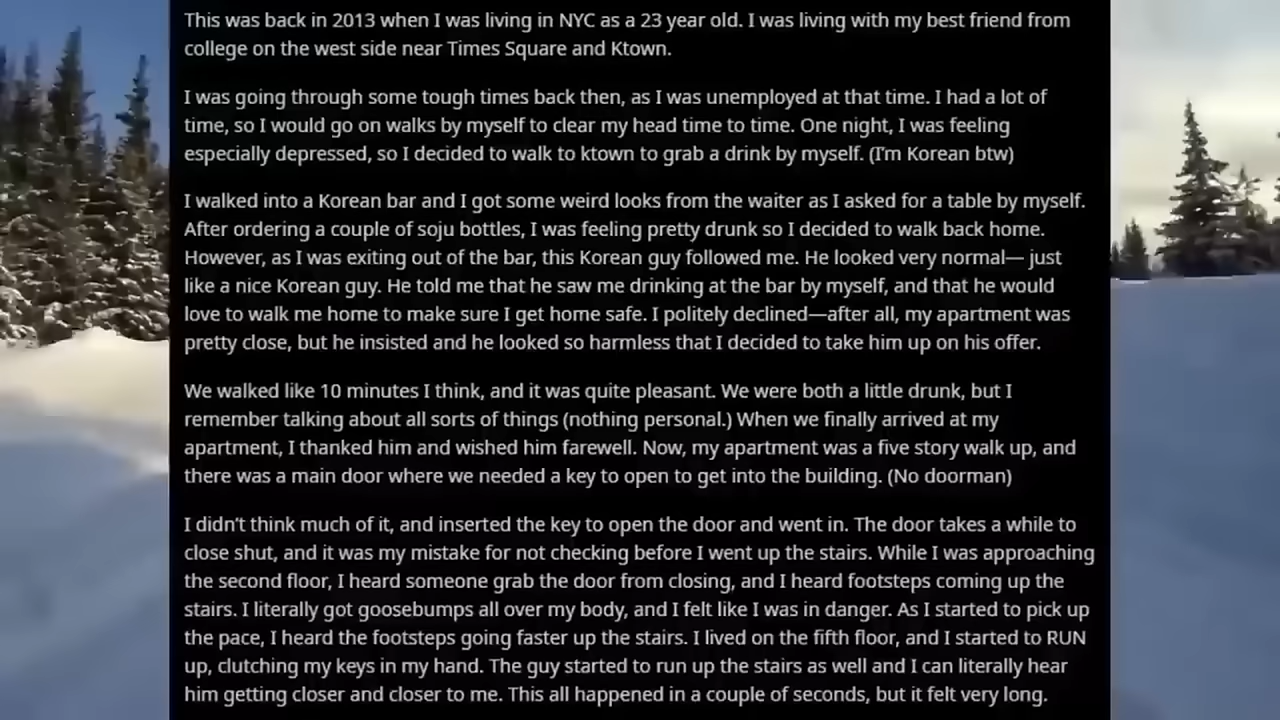 This was back in 2013 when I was living in NYC as a 23 year old. I was living with my best friend from
college on the west side near Times Square and Ktown.
I was going through some tough times back then, as I was unemployed at that time. I had a lot of
time, so I would go on walks by myself to clear my head time to time. One night, I was feeling
especially depressed, so I decided to walk to ktown to grab a drink by myself. (I'm Korean btw)
I walked into a Korean bar and I got some weird looks from the waiter as I asked for a table by myself.
After ordering a couple of soju bottles, I was feeling pretty drunk so I decided to walk back home.
However, as I was exiting out of the bar, this Korean guy followed me. He looked very normal— just
like a nice Korean guy. He told me that he saw me drinking at the bar by myself, and that he would
love to walk me home to make sure I get home safe. I politely declined—after all, my apartment was
pretty close, but he insisted and he looked so harmless that I decided to take him up on his offer.
We walked like 10 minutes I think, and it was quite pleasant. We were both a little drunk, but I
remember talking about all sorts of things (nothing personal.) When we finally arrived at my
apartment, I thanked him and wished him farewell. Now, my apartment was a five story walk up, and
there was a main door where we needed a key to open to get into the building. (No doorman)
I didn't think much of it, and inserted the key to open the door and went in. The door takes a while to
close shut, and it was my mistake for not checking before I went up the stairs. While I was approaching
the second floor, I heard someone grab the door from closing, and I heard footsteps coming up the
stairs. I literally got goosebumps all over my body, and I felt like I was in danger. As I started to pick up
the pace, I heard the footsteps going faster up the stairs. I lived on the fifth floor, and I started to RUN
up, clutching my keys in my hand. The guy started to run up the stairs as well and I can literally hear
him getting closer and closer to me. This all happened in a couple of seconds, but it felt very long.